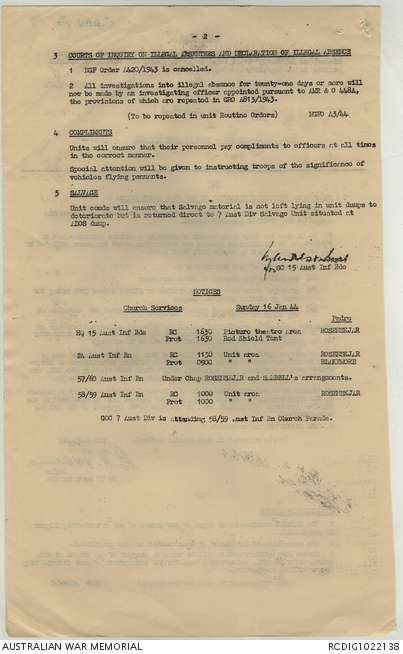 - 2 -
3 COURTS OF INQUIRY ON ILLEGAL ABSENTEES AND DECLARATION OF ILLEGAL ABSENCE
1 NGF Order A420/1943 is cancelled.
2 All investigations into illegal absence for twenty-one days or more will
now be made by an investigating officer appointed pursuant to AMR & O 448A,
the provisions of which are repeated in GRO A813/1943.
(To be repeated in unit Routine Orders) NGRO A3/44
4 COMPLIMENTS
Units will ensure that their personnel pay compliments to officers at all times
in the correct manner.
Special attention will be given to instructing troops of the significance of
vehicles flying pennants.
5 SALVAGE
Unit comds will ensure that Salvage material is not left lying in unit dumps to
deteriorate but is returned direct to 7 Aust Div Salvage Unit situated at
ADOS dump.
for OC 15 Aust Inf Bde
NOTICES
Church Services Sunday 16 Jan 44
Padre
HQ 15 Aust Inf Bde RC 1630 Picture theatre area ROSENSKJAR
Prot 1630 Red Shield Tent
24 Aust Inf Bn RC 1130 Unit area ROSENSKJAR
Prot 0900 " " BLAKEMORE
57/60 Aust Inf Bn Under Chap ROSENSKJAR and arrangements.
58/59 Aust Inf Bn RC 1000 Unit area ROSENSKJAR
Prot 1000 " "
GOC 7 Aust Div is attending 58/59 Aust Inf Bn Church Parade.
AUSTRALIAN WAR MEMORIAL
RCDIG1022138